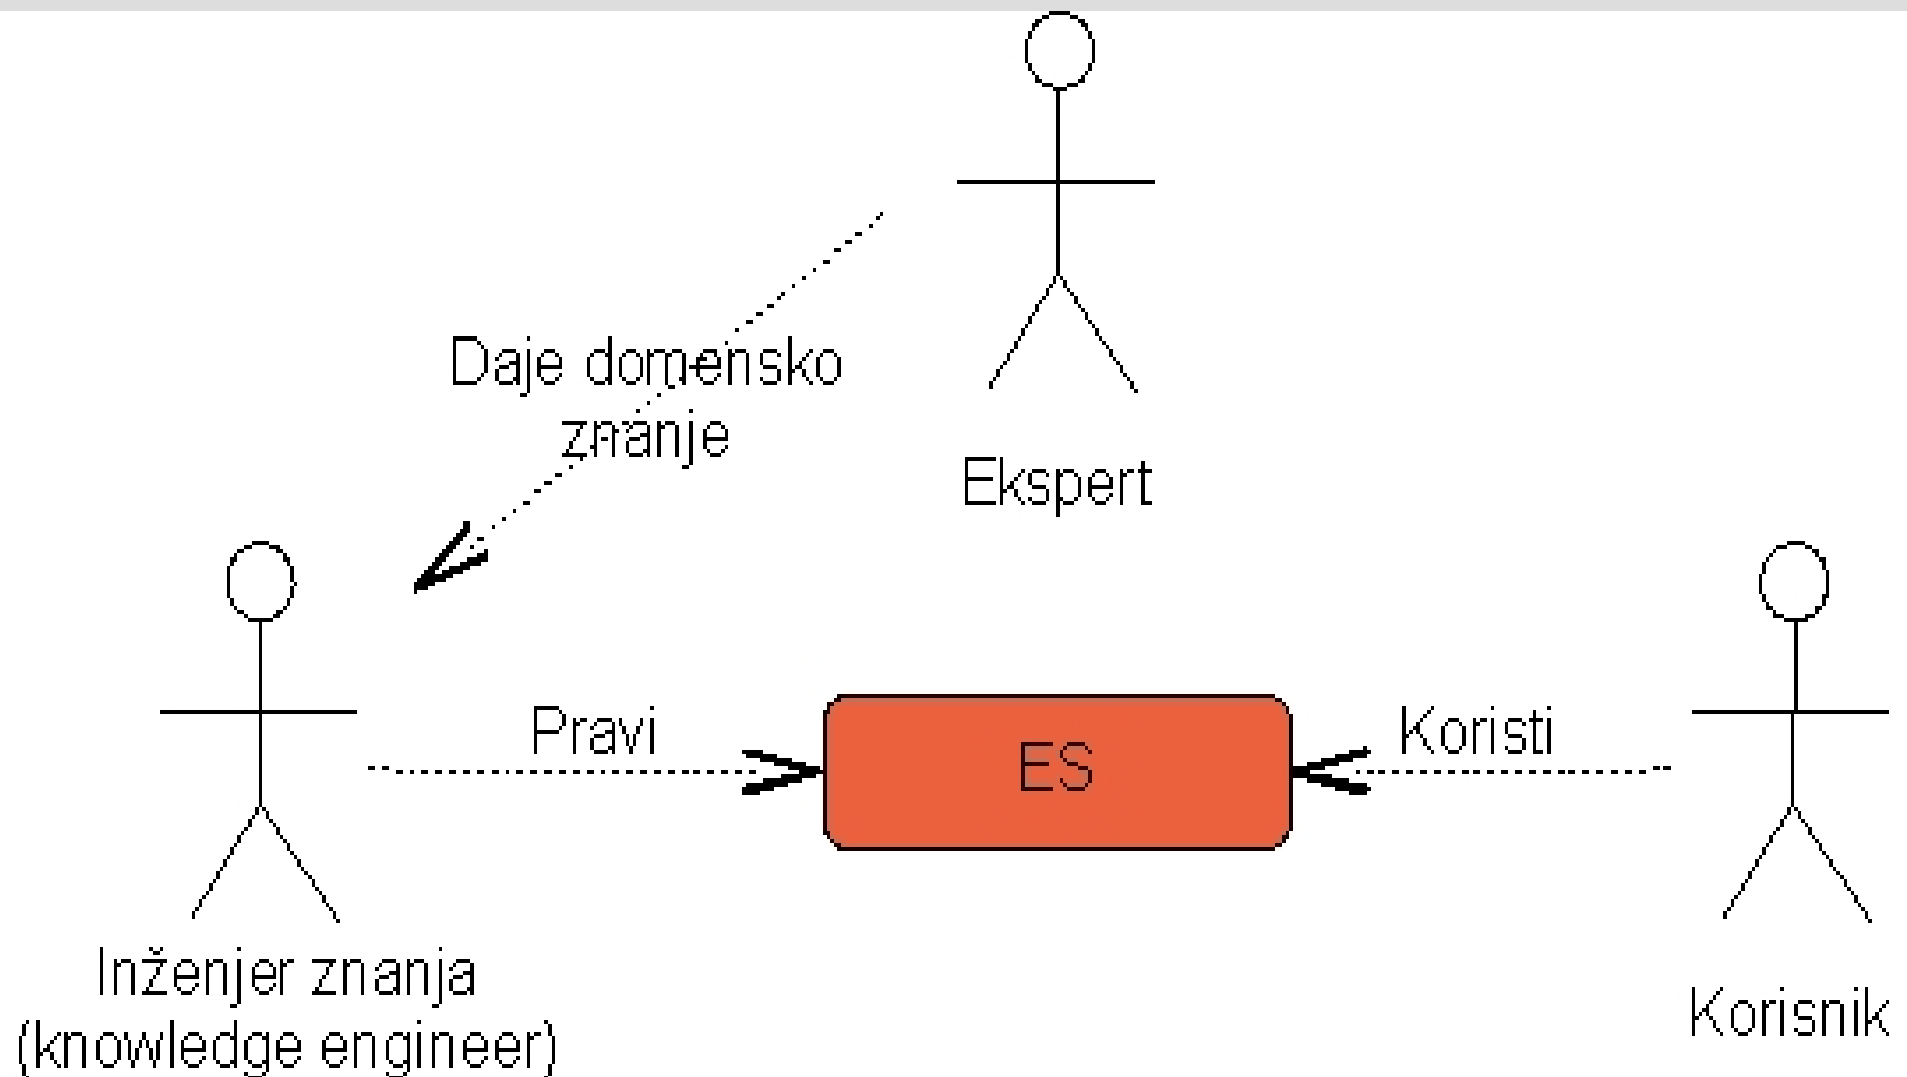 Daje domensko
znanje
Ekspert
Pravi
ES
Koristi
Inženjer znanja
(knowledge engineer)
Korisnik